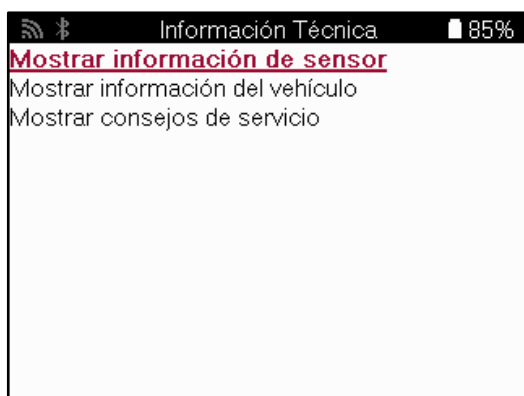 Información Técnica 85%
Mostrar información de sensor
Mostrar información del vehículo
Mostrar consejos de servicio